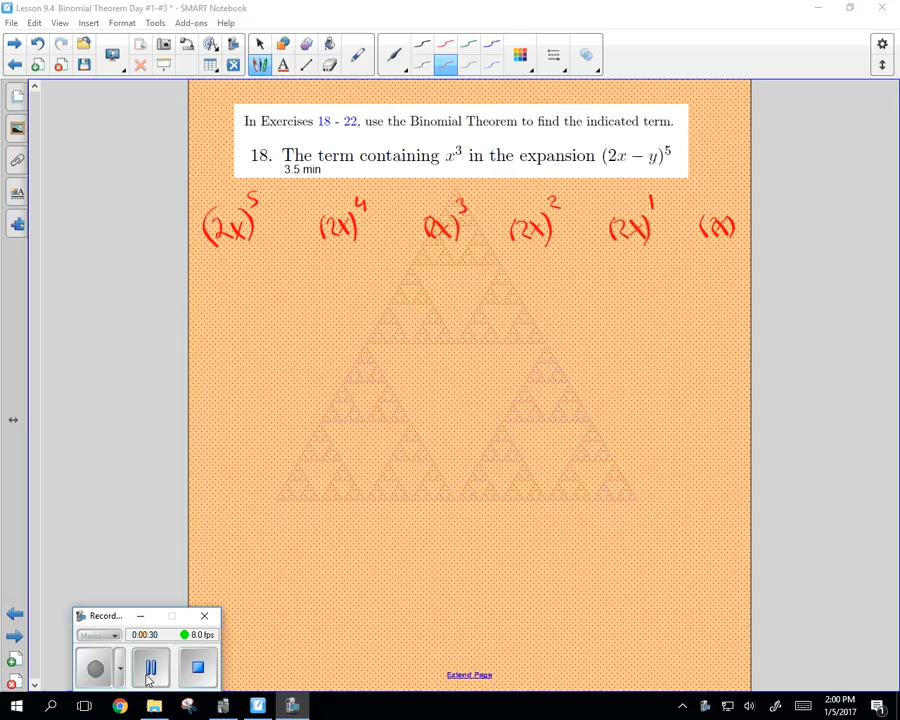 Lesson 9.4 Binomial Theorem Day #1-#3 * - SMART Notebook
File Edit View Insert Format Tools Add-ons Help
In Exercises 18 - 22, use the Binomial Theorem to find the indicated term.
18. The term containing x³ in the expansion (2x − y)⁵
3.5 min
(2x)⁵ (2x)⁴ (2x)³ (2x)² (2x)¹ (2x)
Record...
Menu 0:00:30 8.0 fps
Extend Page
2:00 PM
1/5/2017